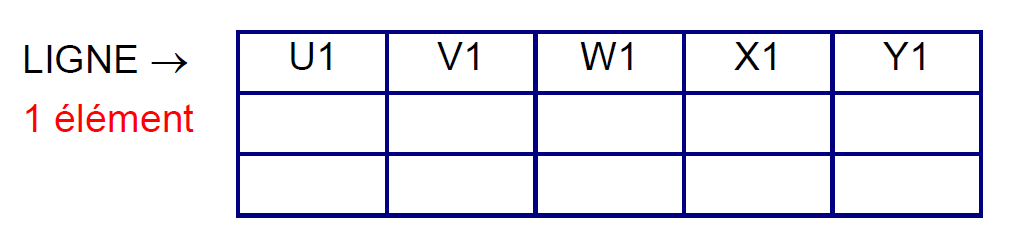 LIGNE → U1 V1 W1 X1 Y1
1 élément